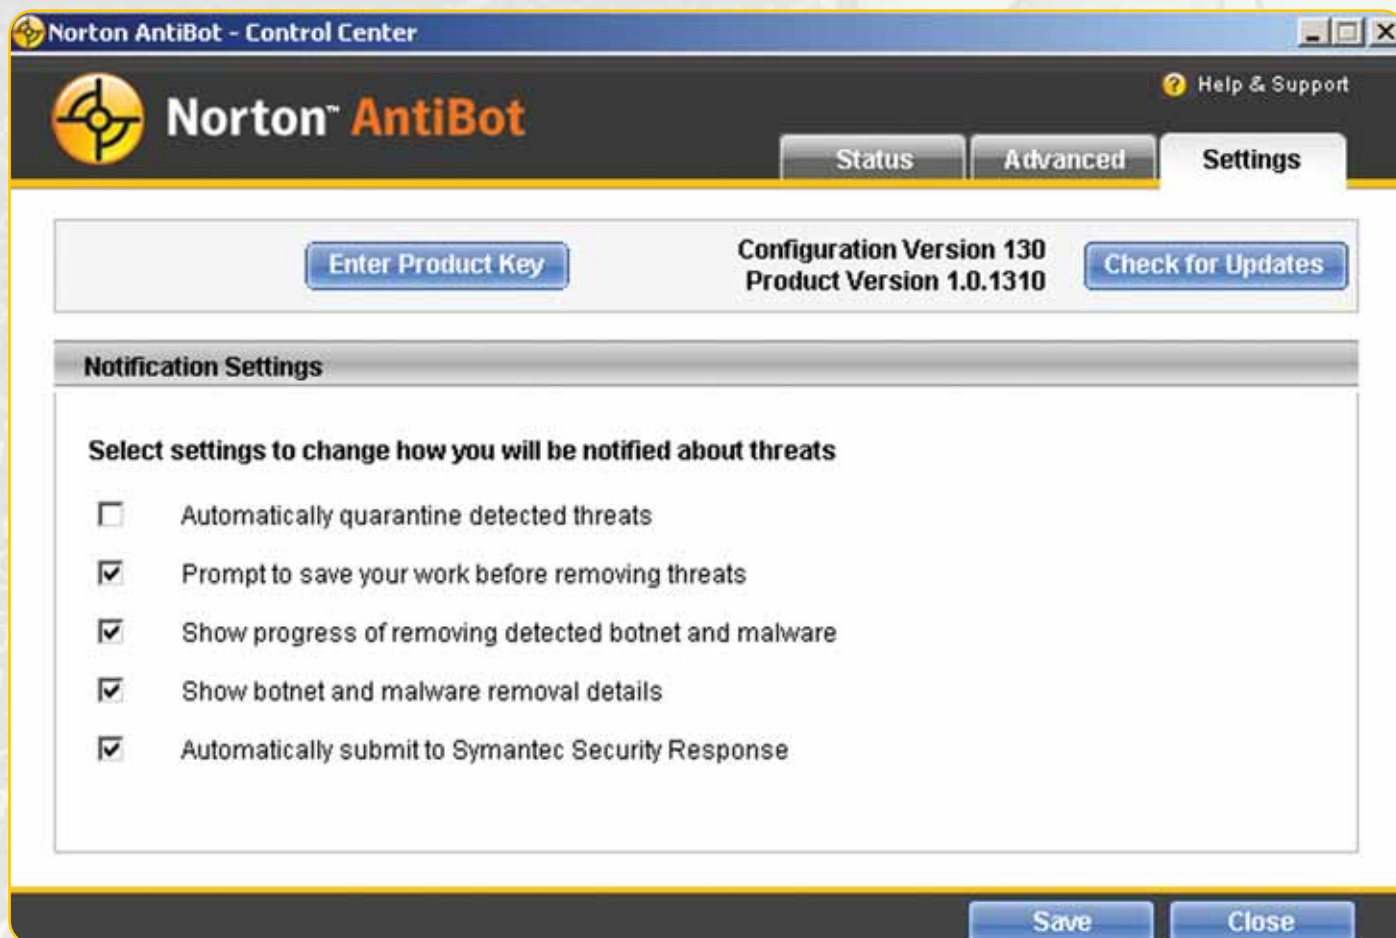 Norton AntiBot - Control Center
Help & Support
Norton™ AntiBot
Status Advanced Settings
Enter Product Key
Configuration Version 130
Product Version 1.0.1310
Check for Updates
Notification Settings
Select settings to change how you will be notified about threats
Automatically quarantine detected threats
Prompt to save your work before removing threats
Show progress of removing detected botnet and malware
Show botnet and malware removal details
Automatically submit to Symantec Security Response
Save Close